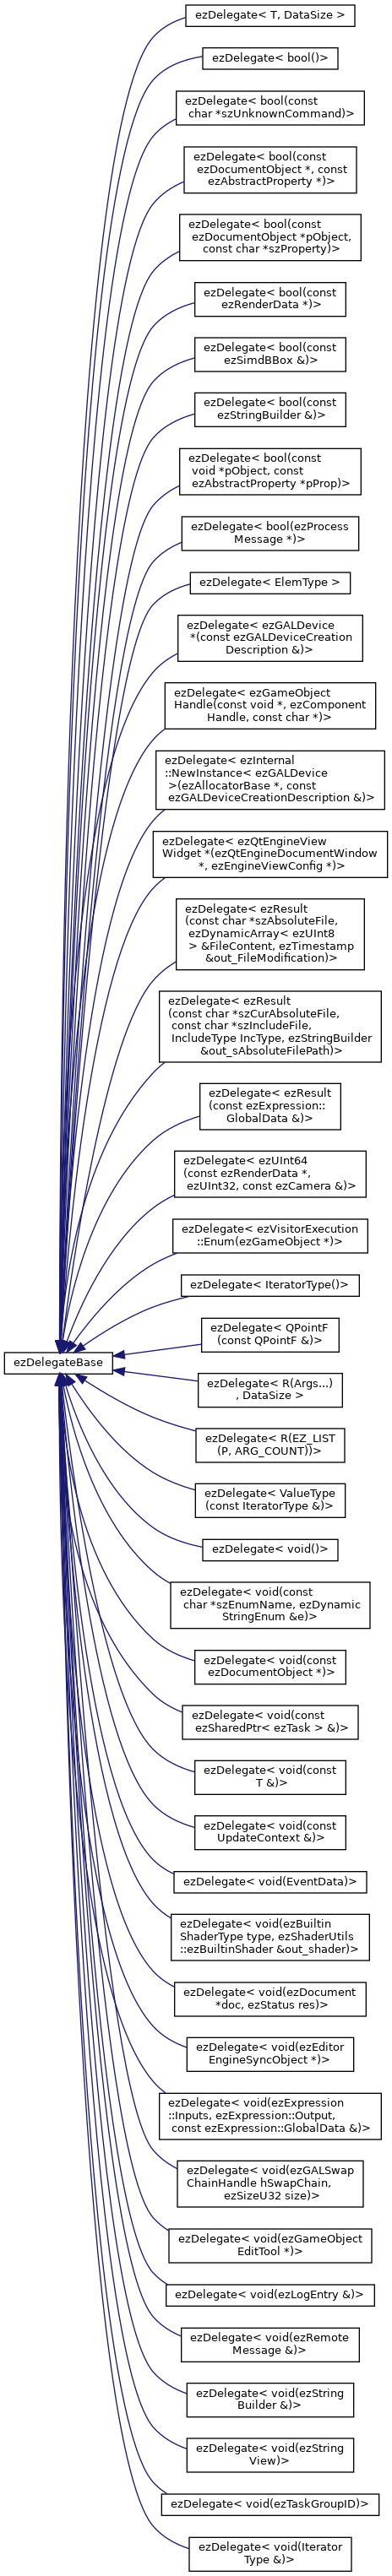 ezDelegate< T, DataSize >
ezDelegate< bool()>
ezDelegate< bool(const
char *szUnknownCommand)>
ezDelegate< bool(const
ezDocumentObject *, const
ezAbstractProperty *)>
ezDelegate< bool(const
ezDocumentObject *pObject,
const char *szProperty)>
ezDelegate< bool(const
ezRenderData *)>
ezDelegate< bool(const
ezSimdBBox &)>
ezDelegate< bool(const
ezStringBuilder &)>
ezDelegate< bool(const
void *pObject, const
ezAbstractProperty *pProp)>
ezDelegate< bool(ezProcess
Message *)>
ezDelegate< ElemType >
ezDelegate< ezGALDevice
*(const ezGALDeviceCreation
Description &)>
ezDelegate< ezGameObject
Handle(const void *, ezComponent
Handle, const char *)>
ezDelegate< ezInternal
::NewInstance< ezGALDevice
>(ezAllocatorBase *, const
ezGALDeviceCreationDescription &)>
ezDelegate< ezQtEngineView
Widget *(ezQtEngineDocumentWindow
*, ezEngineViewConfig *)>
ezDelegate< ezResult
(const char *szAbsoluteFile,
ezDynamicArray< ezUInt8
> &FileContent, ezTimestamp
&out_FileModification)>
ezDelegate< ezResult
(const char *szCurAbsoluteFile,
const char *szIncludeFile,
IncludeType IncType, ezStringBuilder
&out_sAbsoluteFilePath)>
ezDelegate< ezResult
(const ezExpression::
GlobalData &)>
ezDelegate< ezUInt64
(const ezRenderData *,
ezUInt32, const ezCamera &)>
ezDelegate< ezVisitorExecution
::Enum(ezGameObject *)>
ezDelegate< IteratorType()>
ezDelegate< QPointF
(const QPointF &)>
ezDelegateBase
ezDelegate< R(Args...)
, DataSize >
ezDelegate< R(EZ_LIST
(P, ARG_COUNT))>
ezDelegate< ValueType
(const IteratorType &)>
ezDelegate< void()>
ezDelegate< void(const
char *szEnumName, ezDynamic
StringEnum &e)>
ezDelegate< void(const
ezDocumentObject *)>
ezDelegate< void(const
ezSharedPtr< ezTask > &)>
ezDelegate< void(const
T &)>
ezDelegate< void(const
UpdateContext &)>
ezDelegate< void(EventData)>
ezDelegate< void(ezBuiltin
ShaderType type, ezShaderUtils
::ezBuiltinShader &out_shader)>
ezDelegate< void(ezDocument
*doc, ezStatus res)>
ezDelegate< void(ezEditor
EngineSyncObject *)>
ezDelegate< void(ezExpression
::Inputs, ezExpression::Output,
const ezExpression::GlobalData &)>
ezDelegate< void(ezGALSwap
ChainHandle hSwapChain,
ezSizeU32 size)>
ezDelegate< void(ezGameObject
EditTool *)>
ezDelegate< void(ezLogEntry &)>
ezDelegate< void(ezRemote
Message &)>
ezDelegate< void(ezString
Builder &)>
ezDelegate< void(ezString
View)>
ezDelegate< void(ezTaskGroupID)>
ezDelegate< void(Iterator
Type &)>